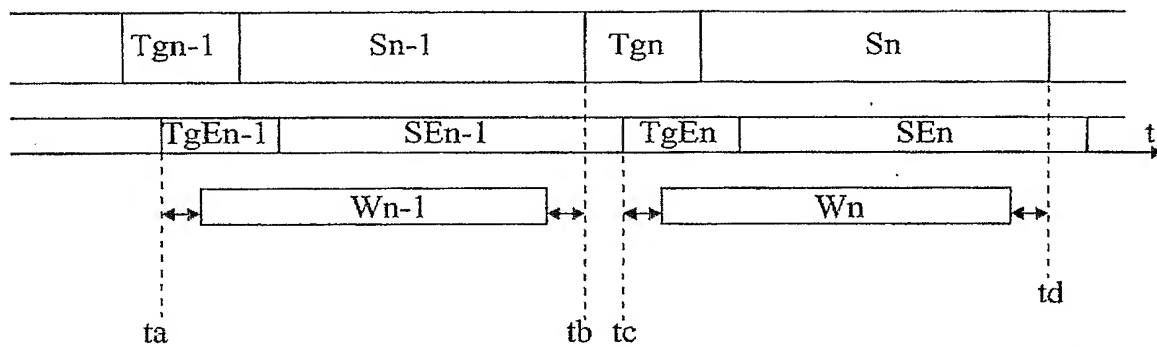 Tgn-1 Sn-1 Tgn Sn
TgEn-1 SEn-1 TgEn SEn t
Wn-1 Wn
ta tb tc td